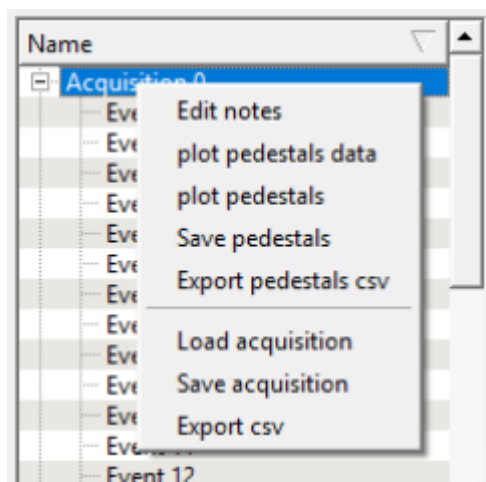 Name
Acquisition 0
Edit notes
plot pedestals data
plot pedestals
Save pedestals
Export pedestals csv
Load acquisition
Save acquisition
Export csv
Event 12